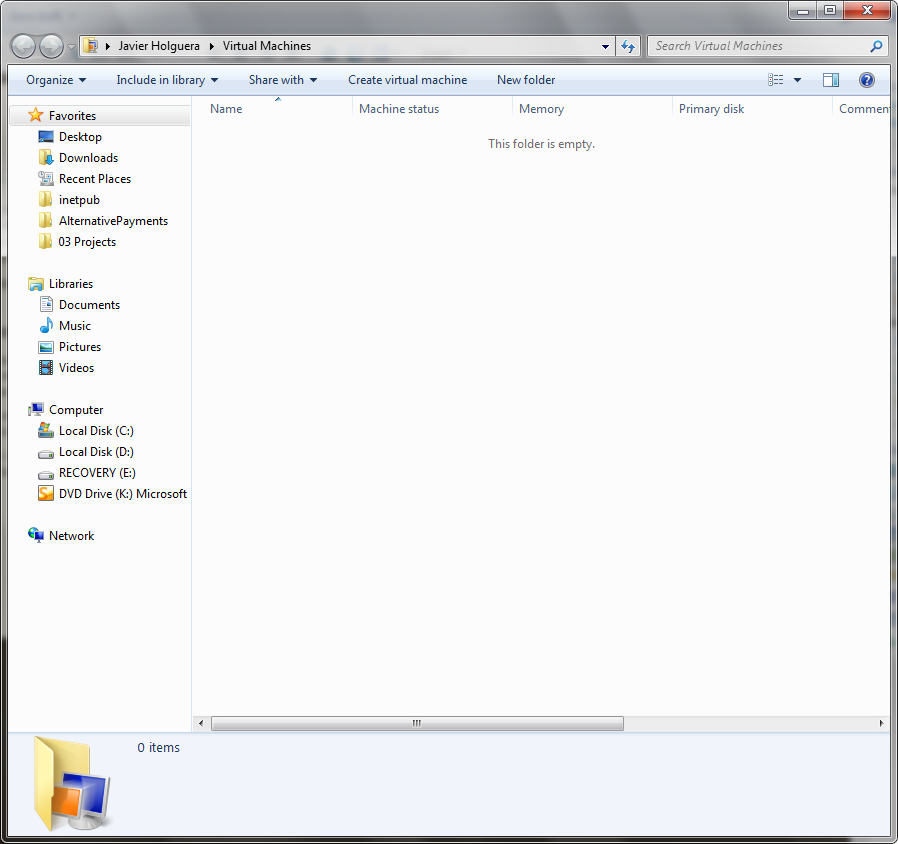 Javier Holguera Virtual Machines Search Virtual Machines
Organize Include in library Share with Create virtual machine New folder
Favorites
Desktop
Downloads
Recent Places
inetpub
AlternativePayments
03 Projects
Libraries
Documents
Music
Pictures
Videos
Computer
Local Disk (C:)
Local Disk (D:)
RECOVERY (E:)
DVD Drive (K:) Microsoft
Network
Name Machine status Memory Primary disk Commen
This folder is empty.
0 items